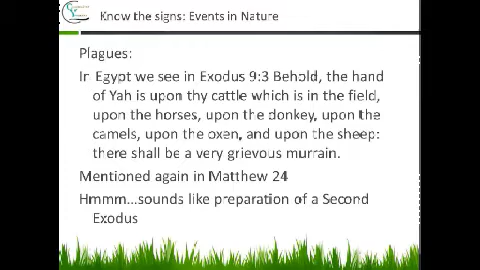 Know the signs: Events in Nature
Plagues:
In Egypt we see in Exodus 9:3 Behold, the hand
of Yah is upon thy cattle which is in the field,
upon the horses, upon the donkey, upon the
camels, upon the oxen, and upon the sheep:
there shall be a very grievous murrain.
Mentioned again in Matthew 24
Hmmm…sounds like preparation of a Second
Exodus